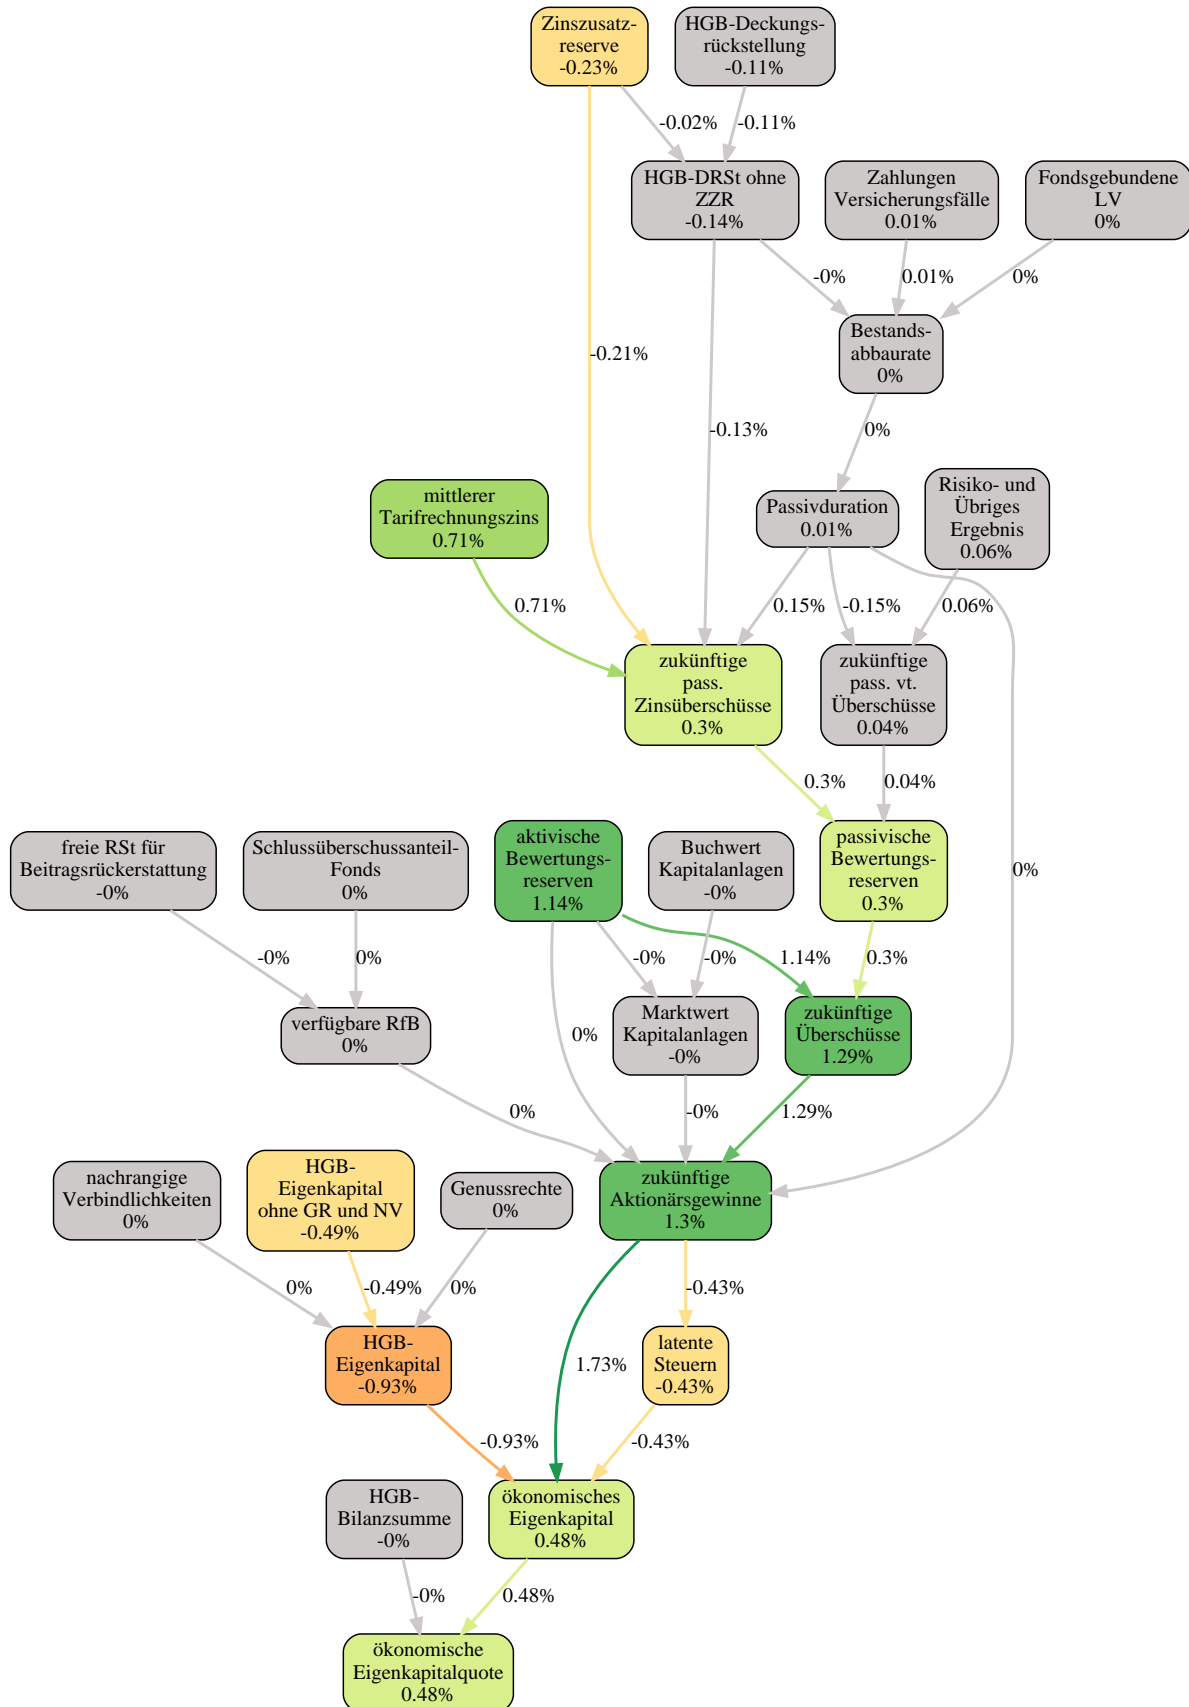 Zinszusatz-
reserve
-0.23%
HGB-Deckungs-
rückstellung
-0.11%
-0.02%
-0.11%
HGB-DRSt ohne
ZZR
-0.14%
Zahlungen
Versicherungsfälle
0.01%
Fondsgebundene
LV
0%
-0%
0.01%
0%
Bestands-
abbaurate
0%
-0.21%
-0.13%
0%
mittlerer
Tarifrechnungszins
0.71%
Passivduration
0.01%
Risiko- und
Übriges
Ergebnis
0.06%
0.71%
0.15%
-0.15%
0.06%
zukünftige
pass.
Zinsüberschüsse
0.3%
zukünftige
pass. vt.
Überschüsse
0.04%
0.3%
0.04%
freie RSt für
Beitragsrückerstattung
-0%
Schlussüberschussanteil-
Fonds
0%
aktivische
Bewertungs-
reserven
1.14%
Buchwert
Kapitalanlagen
-0%
passivische
Bewertungs-
reserven
0.3%
0%
-0%
0%
-0%
-0%
1.14%
0.3%
verfügbare RfB
0%
0%
Marktwert
Kapitalanlagen
-0%
zukünftige
Überschüsse
1.29%
0%
-0%
1.29%
nachrangige
Verbindlichkeiten
0%
HGB-
Eigenkapital
ohne GR und NV
-0.49%
Genussrechte
0%
zukünftige
Aktionärsgewinne
1.3%
0%
-0.49%
0%
-0.43%
HGB-
Eigenkapital
-0.93%
1.73%
latente
Steuern
-0.43%
-0.93%
-0.43%
HGB-
Bilanzsumme
-0%
ökonomisches
Eigenkapital
0.48%
-0%
0.48%
ökonomische
Eigenkapitalquote
0.48%